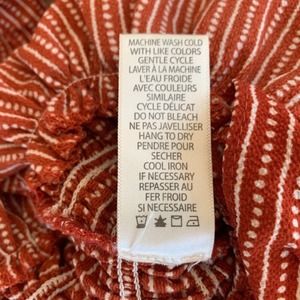 MACHINE WASH COLD
WITH LIKE COLORS
GENTLE CYCLE
LAVER À LA MACHINE
L'EAU FROIDE
AVEC COULEURS
SIMILAIRE
CYCLE DÉLICAT
DO NOT BLEACH
NE PAS JAVELLISER
HANG TO DRY
PENDRE POUR
SECHER
COOL IRON
IF NECESSARY
REPASSER AU
FER FROID
SI NECESSAIRE